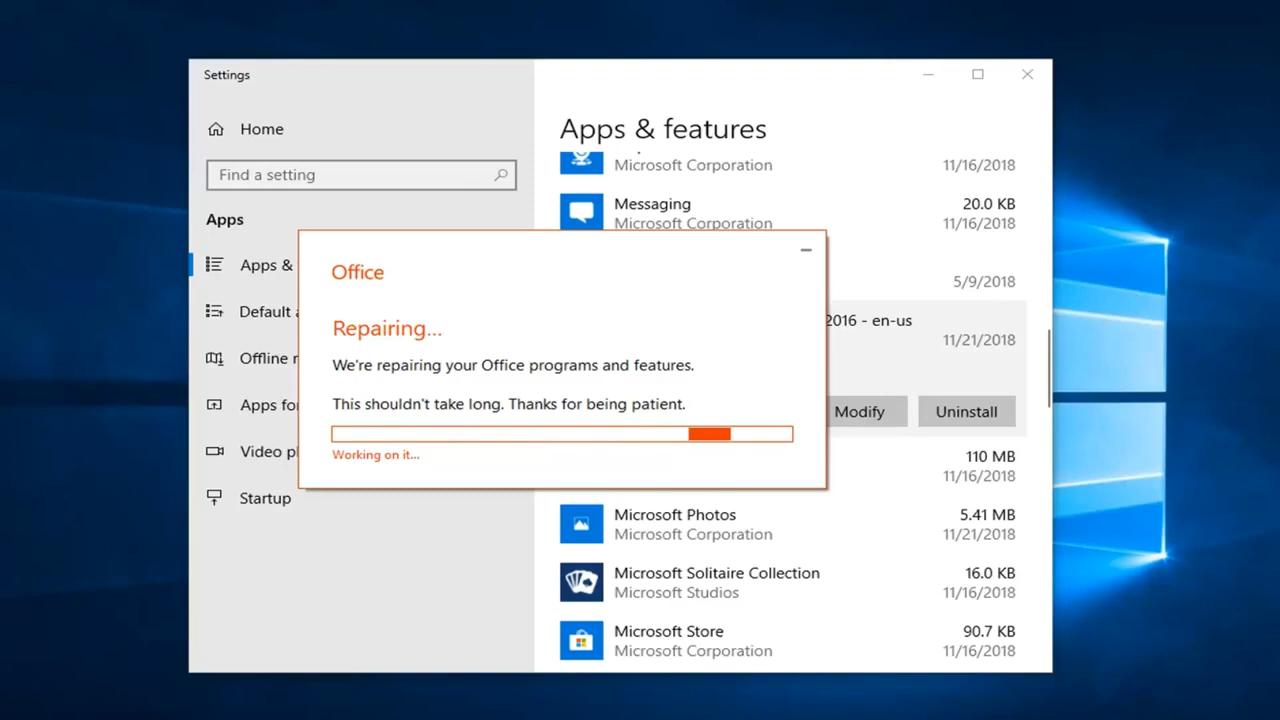 Settings
Home
Find a setting
Apps
Apps &
Default a
Offline
Apps fo
Video p
Startup
Apps & features
Microsoft Corporation 11/16/2018
Messaging 20.0 KB
Microsoft Corporation 11/16/2018
5/9/2018
2016 - en-us
11/21/2018
Modify Uninstall
110 MB
11/16/2018
Microsoft Photos 5.41 MB
Microsoft Corporation 11/21/2018
Microsoft Solitaire Collection 16.0 KB
Microsoft Studios 11/16/2018
Microsoft Store 90.7 KB
Microsoft Corporation 11/16/2018
Office
Repairing...
We're repairing your Office programs and features.
This shouldn't take long. Thanks for being patient.
Working on it...